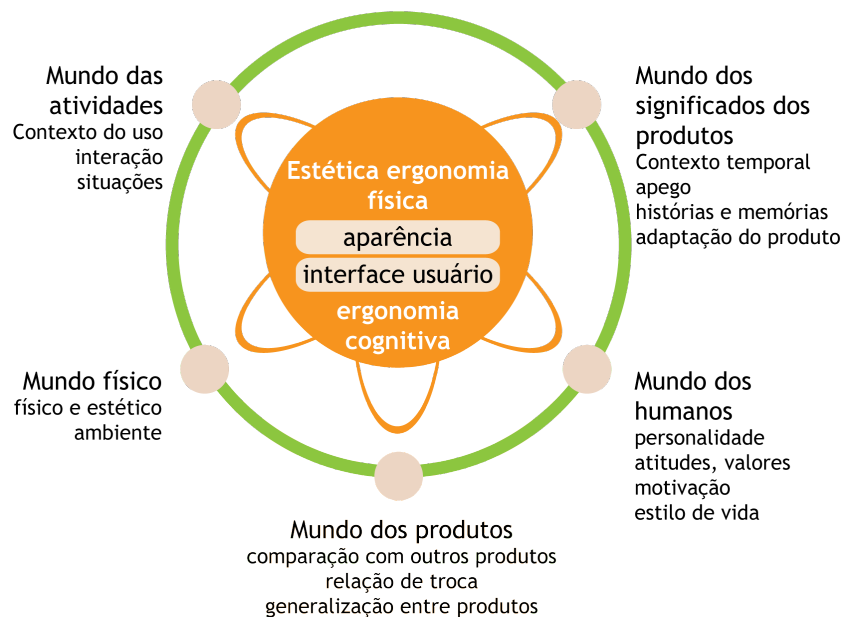 Mundo das
atividades
Contexto do uso
interação
situações
Mundo dos
significados dos
produtos
Contexto temporal
apego
histórias e memórias
adaptação do produto
Estética ergonomia
física
aparência
interface usuário
ergonomia
cognitiva
Mundo físico
físico e estético
ambiente
Mundo dos
humanos
personalidade
atitudes, valores
motivação
estilo de vida
Mundo dos produtos
comparação com outros produtos
relação de troca
generalização entre produtos